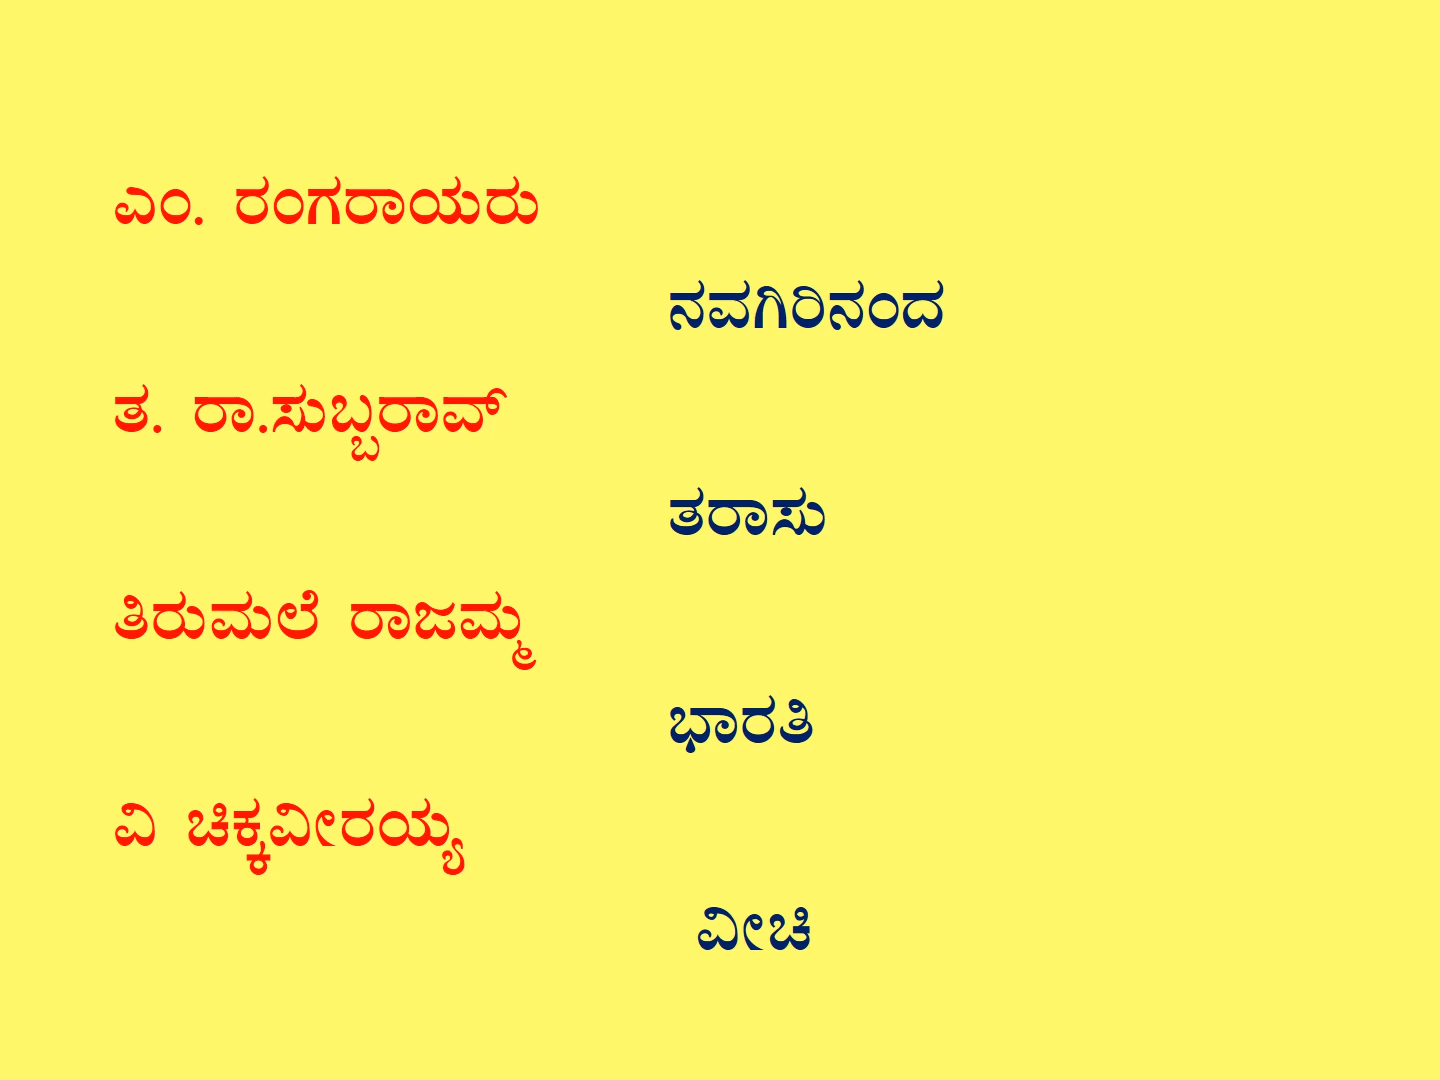 ಎಂ. ರಂಗರಾಯರು
ನವಗಿರಿನಂದ
ತ. ರಾ.ಸುಬ್ಬರಾವ್
ತರಾಸು
ತಿರುಮಲೆ ರಾಜಮ್ಮ
ಭಾರತಿ
ವಿ ಚಿಕ್ಕವೀರಯ್ಯ
ವೀಚಿ